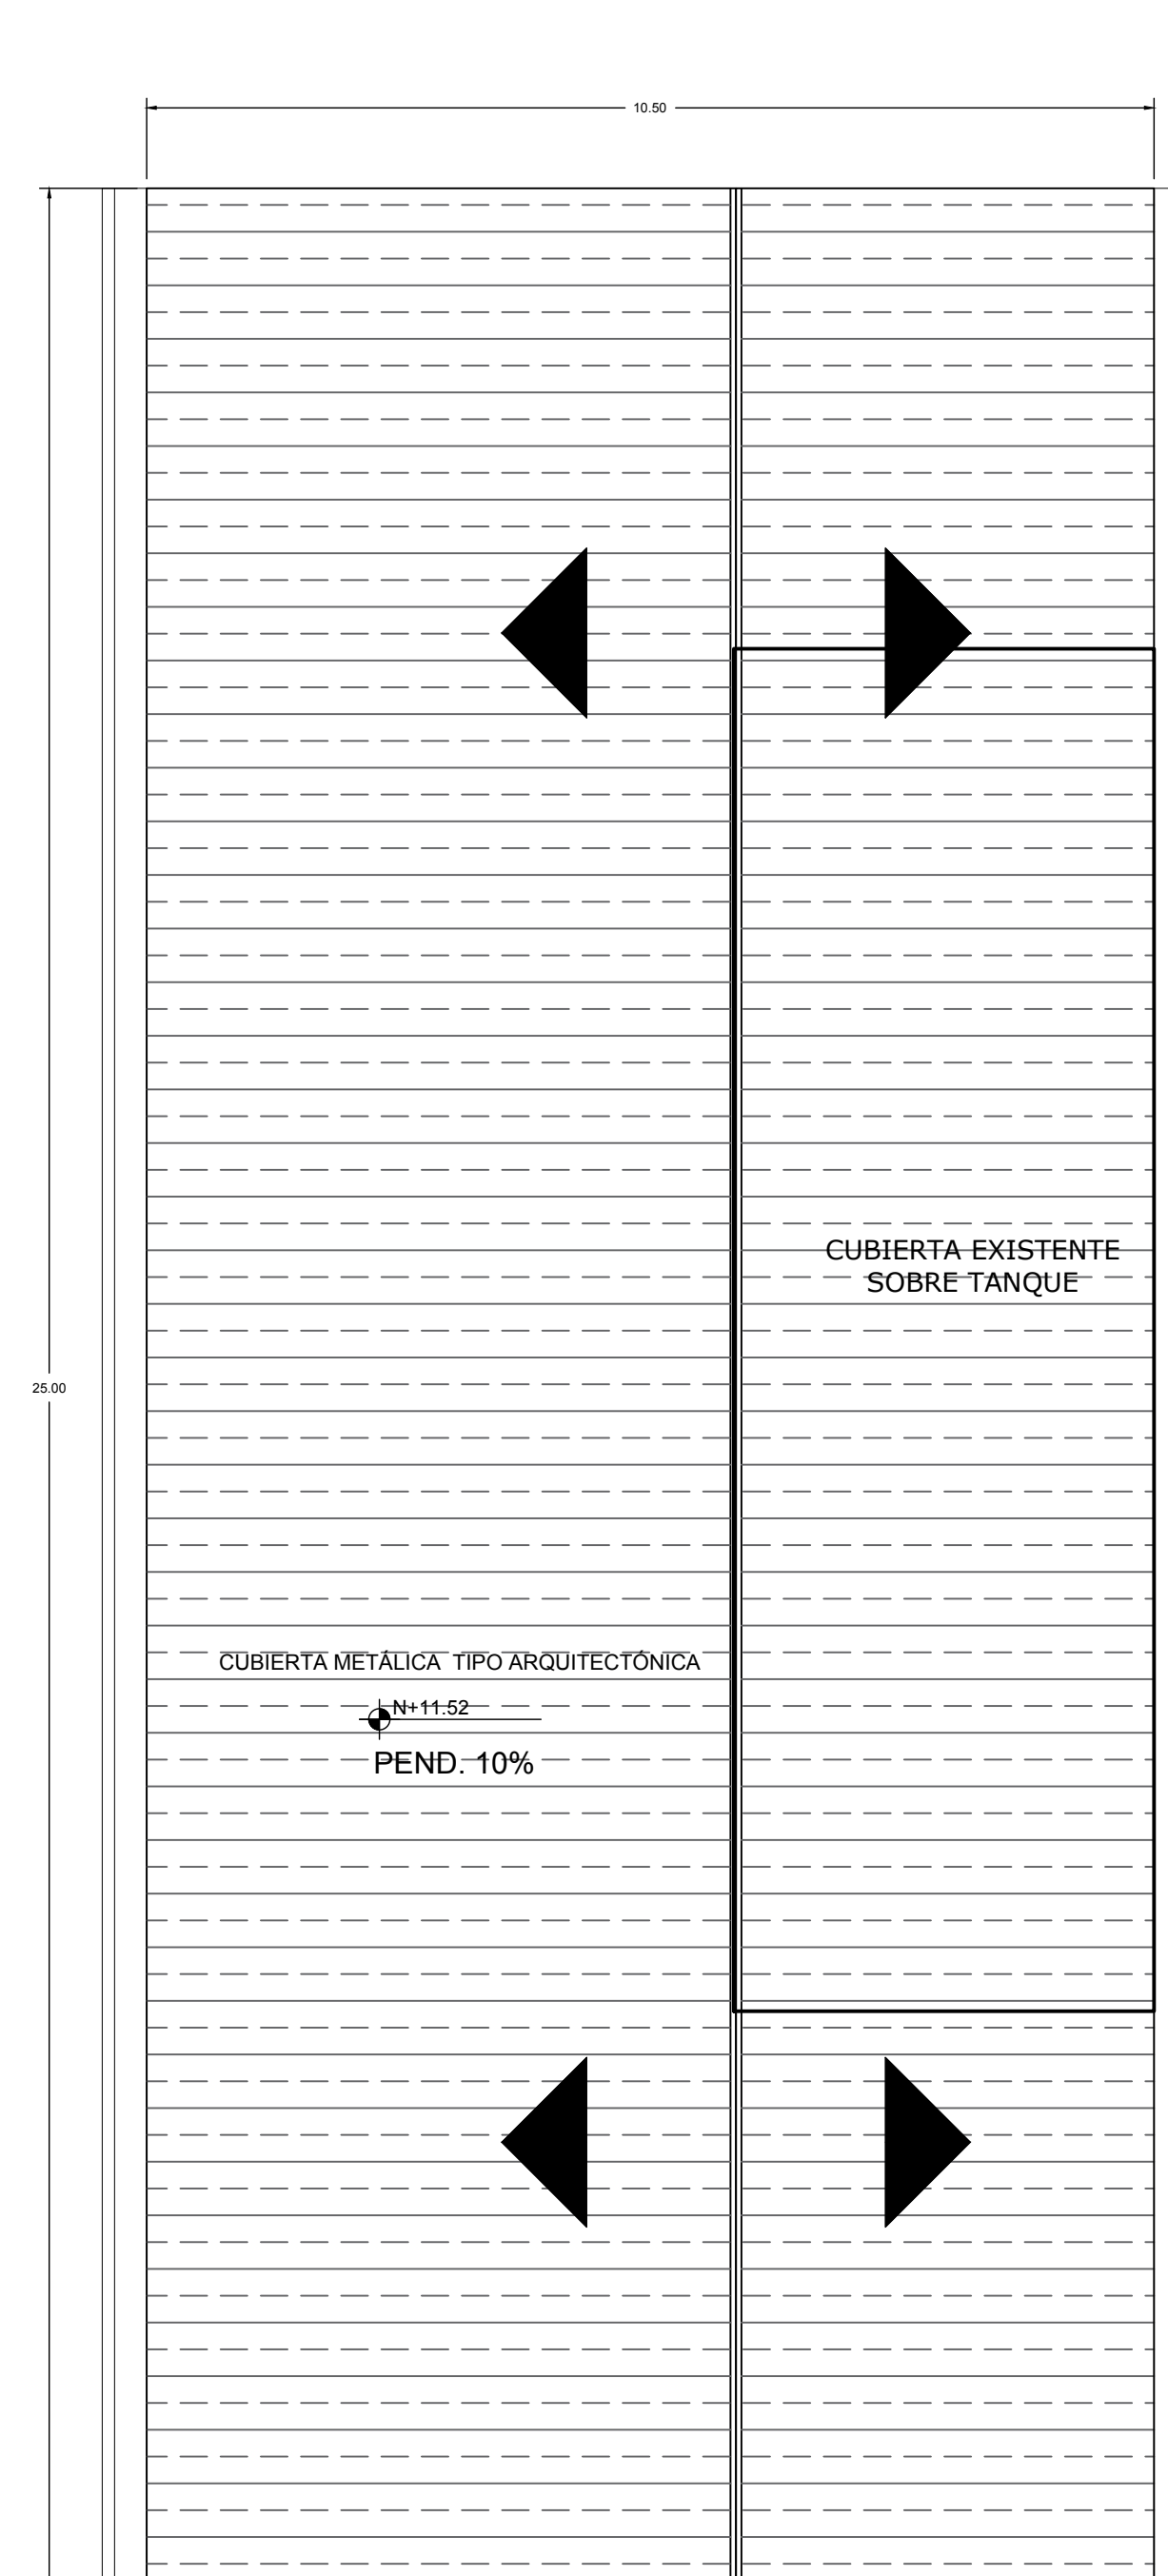 10.50
CUBIERTA EXISTENTE
SOBRE TANQUE
25.00
CUBIERTA METÁLICA TIPO ARQUITECTÓNICA
N+11.52
PEND. 10%